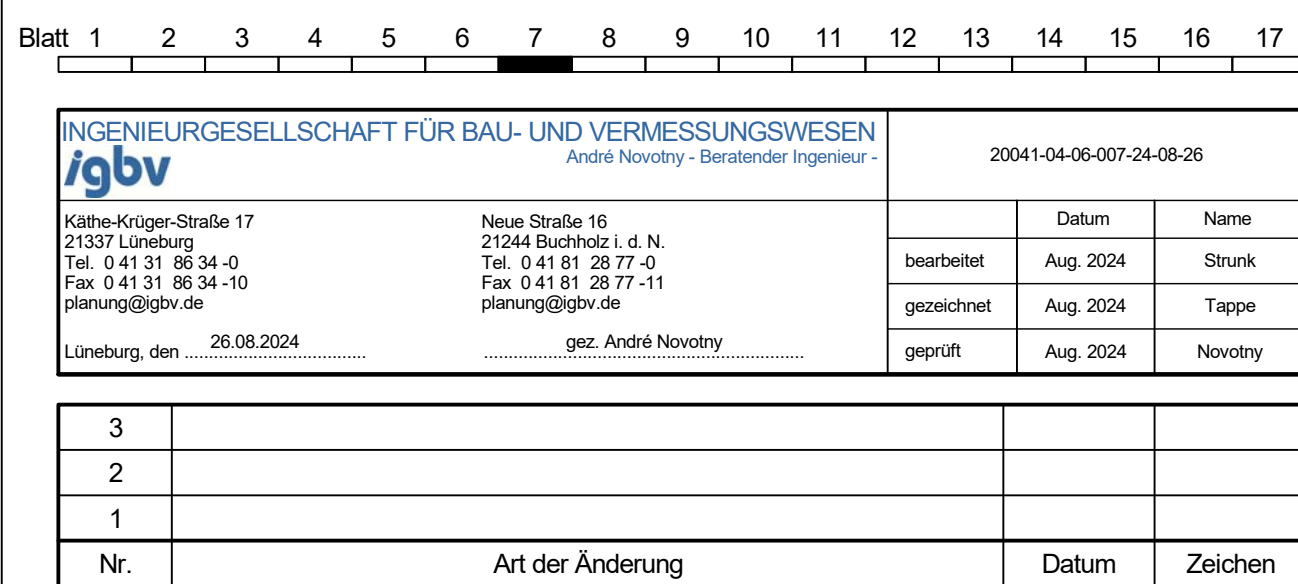 Blatt 1 2 3 4 5 6 7 8 9 10 11 12 13 14 15 16 17
INGENIEURGESELLSCHAFT FÜR BAU- UND VERMESSUNGSWESEN
igbv
André Novotny - Beratender Ingenieur -
20041-04-06-007-24-08-26
Käthe-Krüger-Straße 17
21337 Lüneburg
Tel. 0 41 31 86 34 -0
Fax 0 41 31 86 34 -10
planung@igbv.de
Neue Straße 16
21244 Buchholz i. d. N.
Tel. 0 41 81 28 77 -0
Fax 0 41 81 28 77 -11
planung@igbv.de
Lüneburg, den 26.08.2024
gez. André Novotny
Datum Name
bearbeitet Aug. 2024 Strunk
gezeichnet Aug. 2024 Tappe
geprüft Aug. 2024 Novotny
3
2
1
Nr. Art der Änderung Datum Zeichen